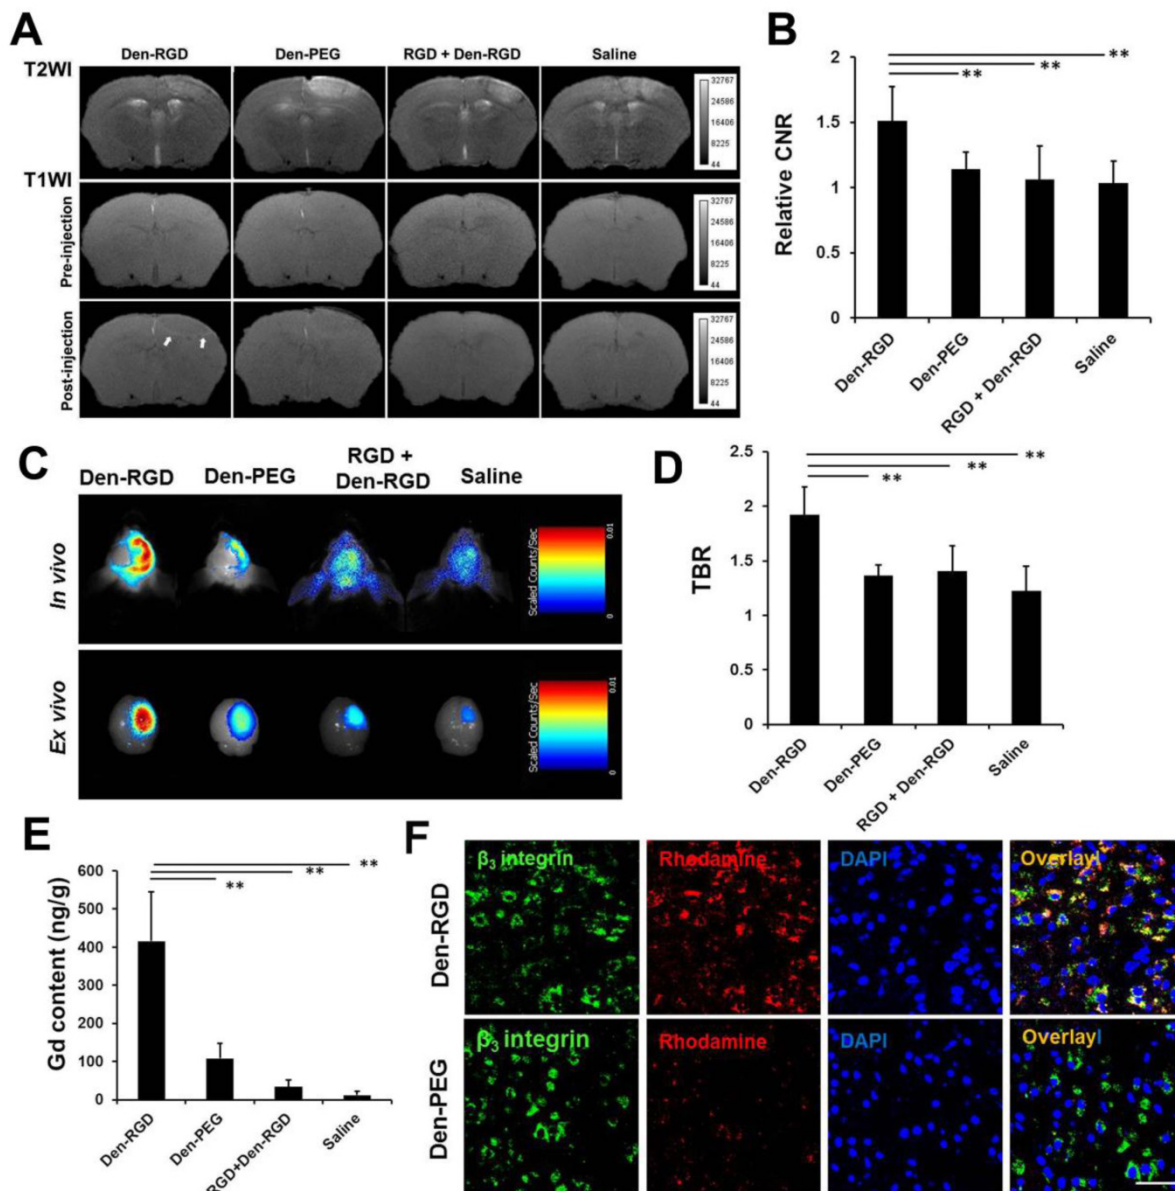 A
Den-RGD Den-PEG RGD + Den-RGD Saline
T2WI
32767
24586
16406
8225
44
T1WI
Pre-injection
32767
24586
16406
8225
44
Post-injection
32767
24586
16406
8225
44
B
Relative CNR
2
1.5
1
0.5
0
**
**
**
Den-RGD
Den-PEG
RGD + Den-RGD
Saline
C
Den-RGD Den-PEG RGD + Den-RGD Saline
In vivo
Scaled Counts/Sec
0.01
0
Ex vivo
Scaled Counts/Sec
0.01
0
D
TBR
2.5
2
1.5
1
0.5
0
**
**
**
Den-RGD
Den-PEG
RGD + Den-RGD
Saline
E
Gd content (ng/g)
600
500
400
300
200
100
0
**
**
**
Den-RGD
Den-PEG
RGD+Den-RGD
Saline
F
Den-RGD
β3 integrin Rhodamine DAPI Overlayl
Den-PEG
β3 integrin Rhodamine DAPI Overlayl